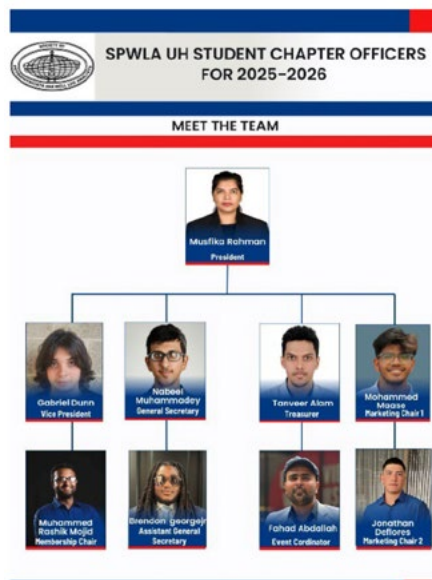 SPWLA UH STUDENT CHAPTER OFFICERS
FOR 2025-2026
MEET THE TEAM
Musfika Rahman
President
Gabriel Dunn
Vice President
Nabeel
Muhammadey
General Secretary
Tanveer Alam
Treasurer
Mohammed
Maase
Marketing Chair 1
Muhammed
Rashik Mojid
Membership Chair
Brendon georgejr
Assistant General
Secretary
Fahad Abdallah
Event Cordinator
Jonathan
Deflores
Marketing Chair 2